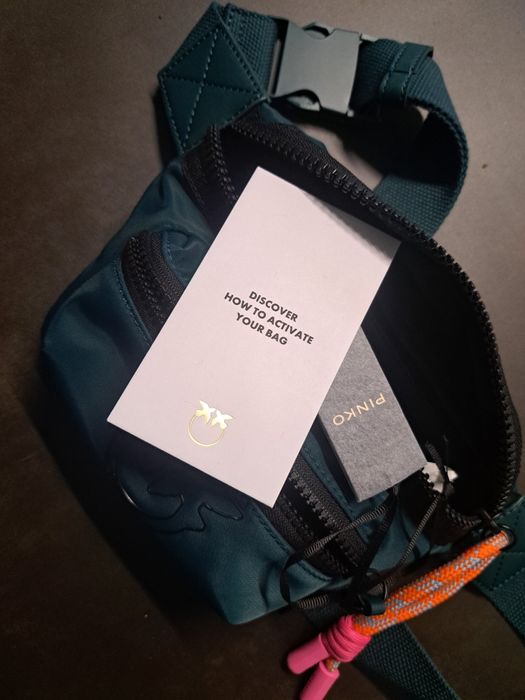 DISCOVER
HOW TO ACTIVATE
YOUR BAG
PINKO